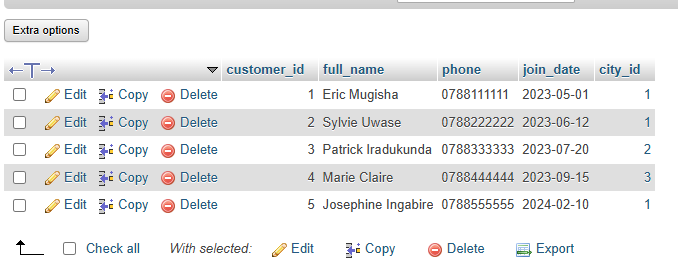 Extra options
customer_id full_name phone join_date city_id
Edit Copy Delete 1 Eric Mugisha 0788111111 2023-05-01 1
Edit Copy Delete 2 Sylvie Uwase 0788222222 2023-06-12 1
Edit Copy Delete 3 Patrick Iradukunda 0788333333 2023-07-20 2
Edit Copy Delete 4 Marie Claire 0788444444 2023-09-15 3
Edit Copy Delete 5 Josephine Ingabire 0788555555 2024-02-10 1
Check all With selected: Edit Copy Delete Export